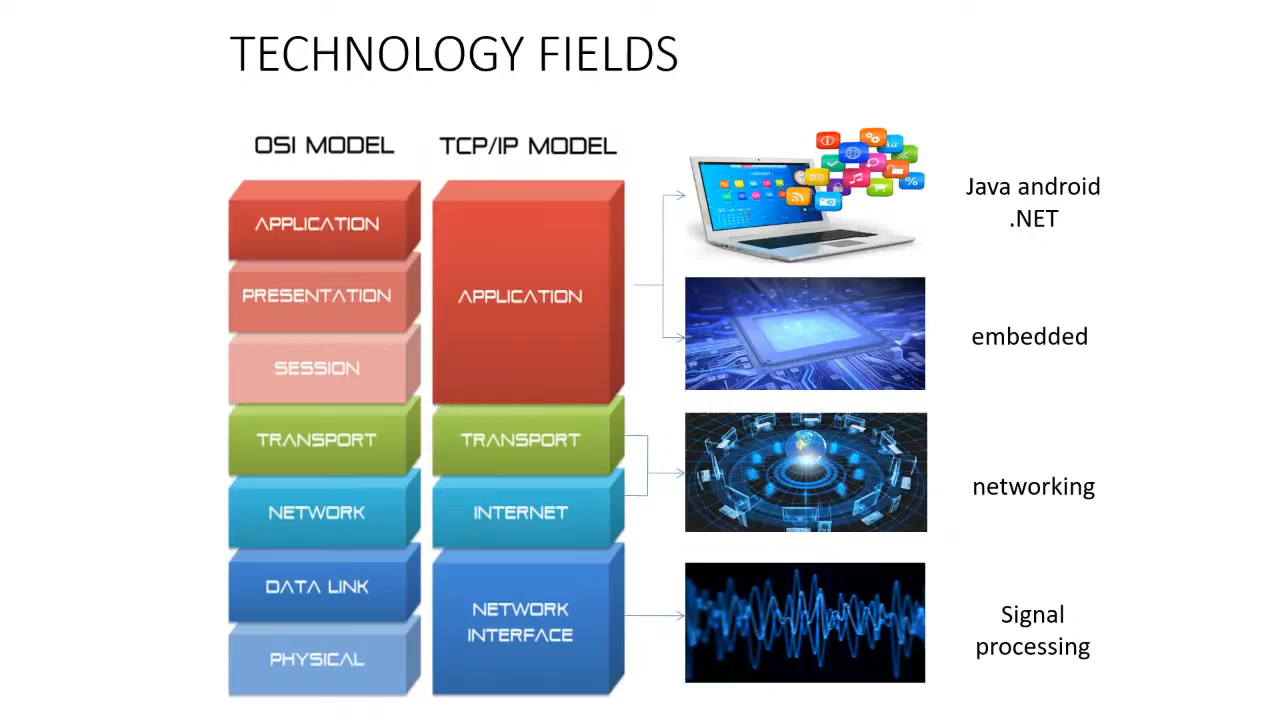 TECHNOLOGY FIELDS
OSI MODEL
APPLICATION
PRESENTATION
SESSION
TRANSPORT
NETWORK
DATA LINK
PHYSICAL
TCP/IP MODEL
APPLICATION
TRANSPORT
INTERNET
NETWORK
INTERFACE
Java android
.NET
embedded
networking
Signal
processing